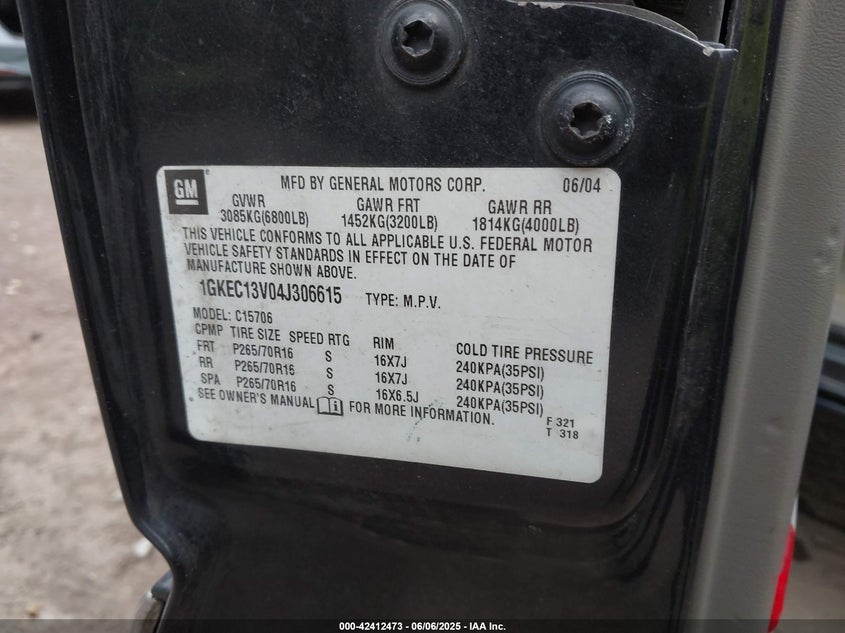 GM
MFD BY GENERAL MOTORS CORP. 06/04
GVWR GAWR FRT GAWR RR
3085KG(6800LB) 1452KG(3200LB) 1814KG(4000LB)
THIS VEHICLE CONFORMS TO ALL APPLICABLE U.S. FEDERAL MOTOR
VEHICLE SAFETY STANDARDS IN EFFECT ON THE DATE OF
MANUFACTURE SHOWN ABOVE.
1GKEC13V04J306615 TYPE: M.P.V.
MODEL: C15706
CPMP TIRE SIZE SPEED RTG RIM COLD TIRE PRESSURE
FRT P265/70R16 S 16X7J 240KPA(35PSI)
RR P265/70R16 S 16X7J 240KPA(35PSI)
SPA P265/70R16 S 16X6.5J 240KPA(35PSI)
SEE OWNER'S MANUAL FOR MORE INFORMATION.
F 321
T 318
000-42412473 - 06/06/2025 - IAA Inc.